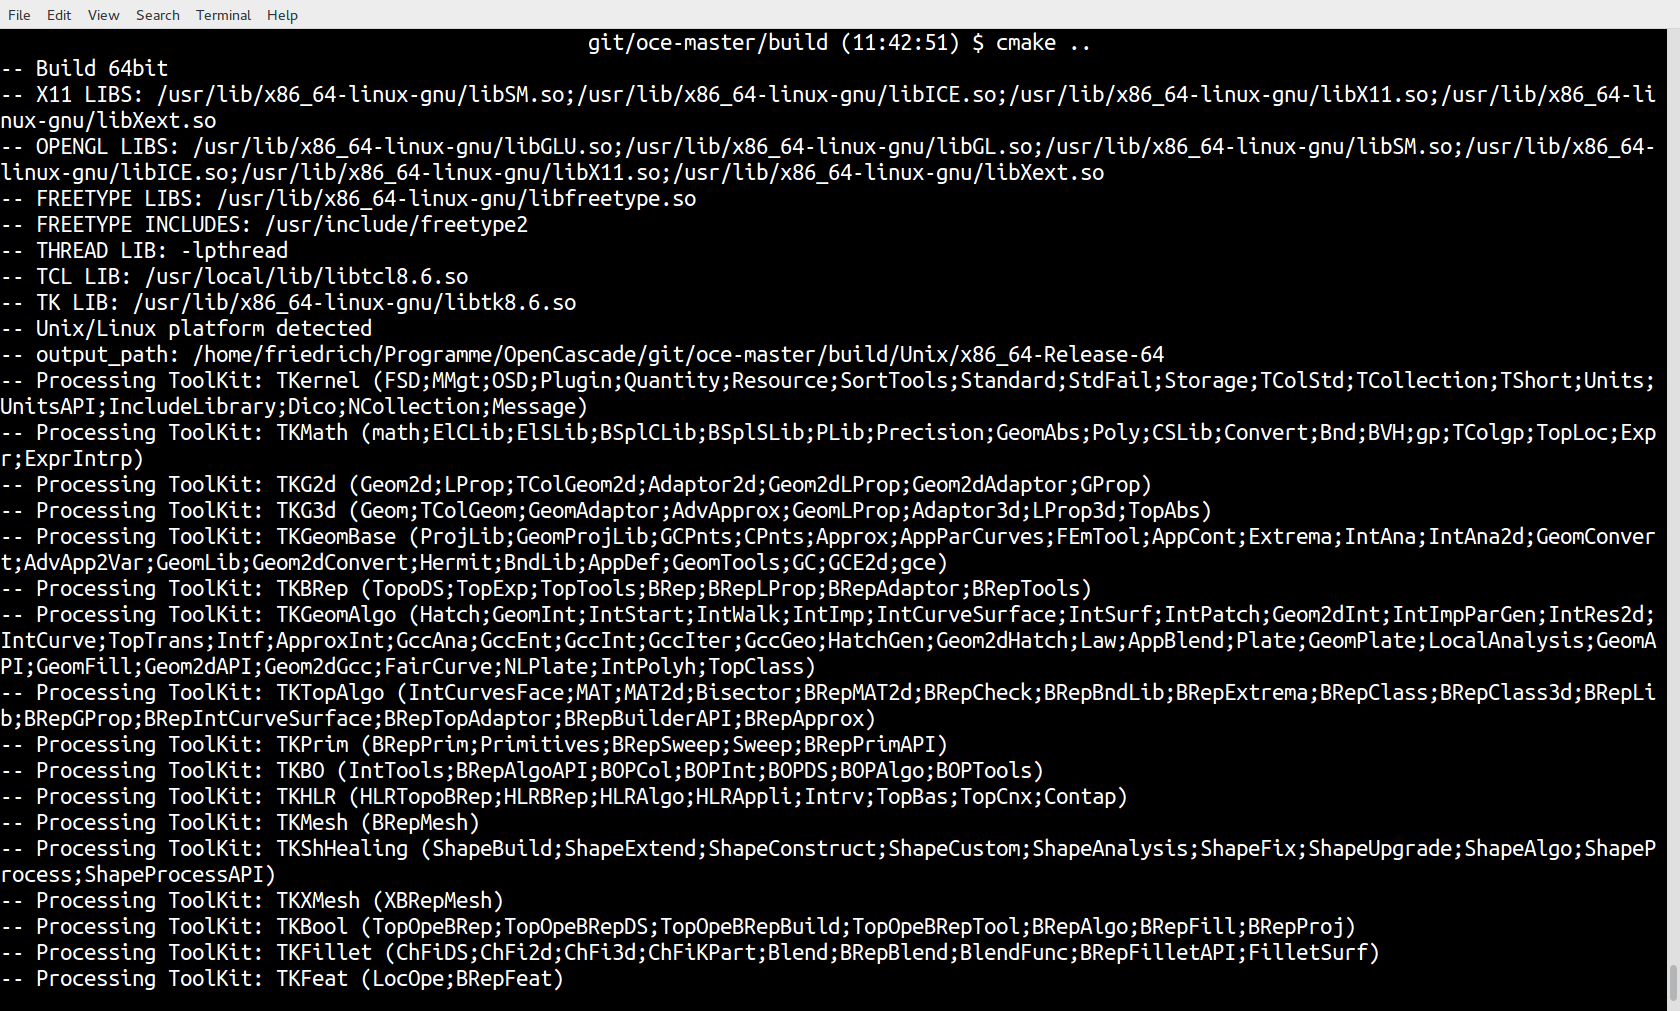 File Edit View Search Terminal Help
git/oce-master/build (11:42:51) $ cmake ..
-- Build 64bit
-- X11 LIBS: /usr/lib/x86_64-linux-gnu/libSM.so;/usr/lib/x86_64-linux-gnu/libICE.so;/usr/lib/x86_64-linux-gnu/libX11.so;/usr/lib/x86_64-li
nux-gnu/libXext.so
-- OPENGL LIBS: /usr/lib/x86_64-linux-gnu/libGLU.so;/usr/lib/x86_64-linux-gnu/libGL.so;/usr/lib/x86_64-linux-gnu/libSM.so;/usr/lib/x86_64-
linux-gnu/libICE.so;/usr/lib/x86_64-linux-gnu/libX11.so;/usr/lib/x86_64-linux-gnu/libXext.so
-- FREETYPE LIBS: /usr/lib/x86_64-linux-gnu/libfreetype.so
-- FREETYPE INCLUDES: /usr/include/freetype2
-- THREAD LIB: -lpthread
-- TCL LIB: /usr/local/lib/libtcl8.6.so
-- TK LIB: /usr/lib/x86_64-linux-gnu/libtk8.6.so
-- Unix/Linux platform detected
-- output_path: /home/friedrich/Programme/OpenCascade/git/oce-master/build/Unix/x86_64-Release-64
-- Processing ToolKit: TKernel (FSD;MMgt;OSD;Plugin;Quantity;Resource;SortTools;Standard;StdFail;Storage;TColStd;TCollection;TShort;Units;
UnitsAPI;IncludeLibrary;Dico;NCollection;Message)
-- Processing ToolKit: TKMath (math;ElCLib;ElSLib;BSplCLib;BSplSLib;PLib;Precision;GeomAbs;Poly;CSLib;Convert;Bnd;BVH;gp;TColgp;TopLoc;Exp
r;ExprIntrp)
-- Processing ToolKit: TKG2d (Geom2d;LProp;TColGeom2d;Adaptor2d;Geom2dLProp;Geom2dAdaptor;GProp)
-- Processing ToolKit: TKG3d (Geom;TColGeom;GeomAdaptor;AdvApprox;GeomLProp;Adaptor3d;LProp3d;TopAbs)
-- Processing ToolKit: TKGeomBase (ProjLib;GeomProjLib;GCPnts;CPnts;Approx;AppParCurves;FEmTool;AppCont;Extrema;IntAna;IntAna2d;GeomConver
t;AdvApp2Var;GeomLib;Geom2dConvert;Hermit;BndLib;AppDef;GeomTools;GC;GCE2d;gce)
-- Processing ToolKit: TKBRep (TopoDS;TopExp;TopTools;BRep;BRepLProp;BRepAdaptor;BRepTools)
-- Processing ToolKit: TKGeomAlgo (Hatch;GeomInt;IntStart;IntWalk;IntImp;IntCurveSurface;IntSurf;IntPatch;Geom2dInt;IntImpParGen;IntRes2d;
IntCurve;TopTrans;Intf;ApproxInt;GccAna;GccEnt;GccInt;GccIter;GccGeo;HatchGen;Geom2dHatch;Law;AppBlend;Plate;GeomPlate;LocalAnalysis;GeomA
PI;GeomFill;Geom2dAPI;Geom2dGcc;FairCurve;NLPlate;IntPolyh;TopClass)
-- Processing ToolKit: TKTopAlgo (IntCurvesFace;MAT;MAT2d;Bisector;BRepMAT2d;BRepCheck;BRepBndLib;BRepExtrema;BRepClass;BRepClass3d;BRepLi
b;BRepGProp;BRepIntCurveSurface;BRepTopAdaptor;BRepBuilderAPI;BRepApprox)
-- Processing ToolKit: TKPrim (BRepPrim;Primitives;BRepSweep;Sweep;BRepPrimAPI)
-- Processing ToolKit: TKBO (IntTools;BRepAlgoAPI;BOPCol;BOPInt;BOPDS;BOPAlgo;BOPTools)
-- Processing ToolKit: TKHLR (HLRTopoBRep;HLRBRep;HLRAlgo;HLRAppli;Intrv;TopBas;TopCnx;Contap)
-- Processing ToolKit: TKMesh (BRepMesh)
-- Processing ToolKit: TKShHealing (ShapeBuild;ShapeExtend;ShapeConstruct;ShapeCustom;ShapeAnalysis;ShapeFix;ShapeUpgrade;ShapeAlgo;ShapeP
rocess;ShapeProcessAPI)
-- Processing ToolKit: TKXMesh (XBRepMesh)
-- Processing ToolKit: TKBool (TopOpeBRep;TopOpeBRepDS;TopOpeBRepBuild;TopOpeBRepTool;BRepAlgo;BRepFill;BRepProj)
-- Processing ToolKit: TKFillet (ChFiDS;ChFi2d;ChFi3d;ChFiKPart;Blend;BRepBlend;BlendFunc;BRepFilletAPI;FilletSurf)
-- Processing ToolKit: TKFeat (LocOpe;BRepFeat)